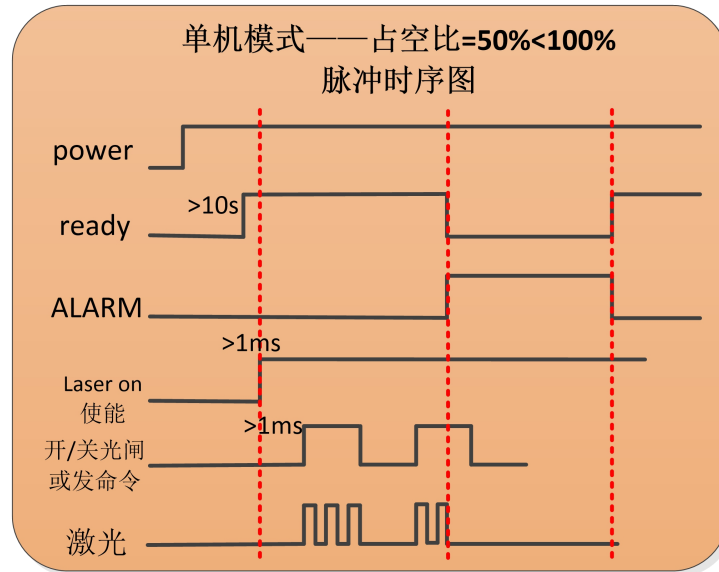 单机模式——占空比=50%<100%
脉冲时序图
power
>10s
ready
ALARM
>1ms
Laser on
使能
>1ms
开/关光闸
或发命令
激光